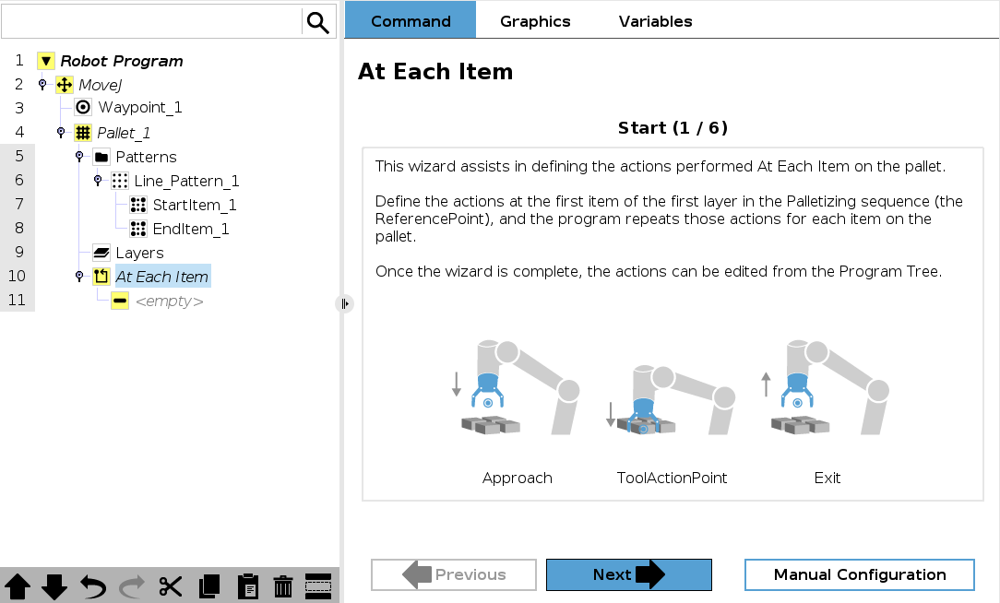 Command Graphics Variables
1 Robot Program
2 MoveJ
3 Waypoint_1
4 Pallet_1
5 Patterns
6 Line_Pattern_1
7 StartItem_1
8 EndItem_1
9 Layers
10 At Each Item
11 <empty>
At Each Item
Start (1 / 6)
This wizard assists in defining the actions performed At Each Item on the pallet.
Define the actions at the first item of the first layer in the Palletizing sequence (the
ReferencePoint), and the program repeats those actions for each item on the
pallet.
Once the wizard is complete, the actions can be edited from the Program Tree.
Approach ToolActionPoint Exit
Previous Next Manual Configuration